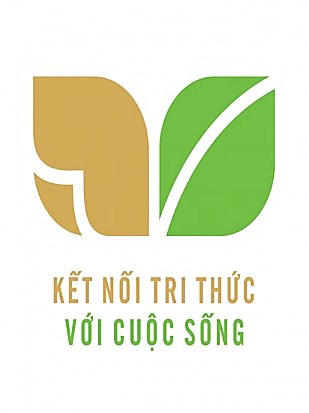 KẾT NỐI TRI THỨC
VỚI CUỘC SỐNG